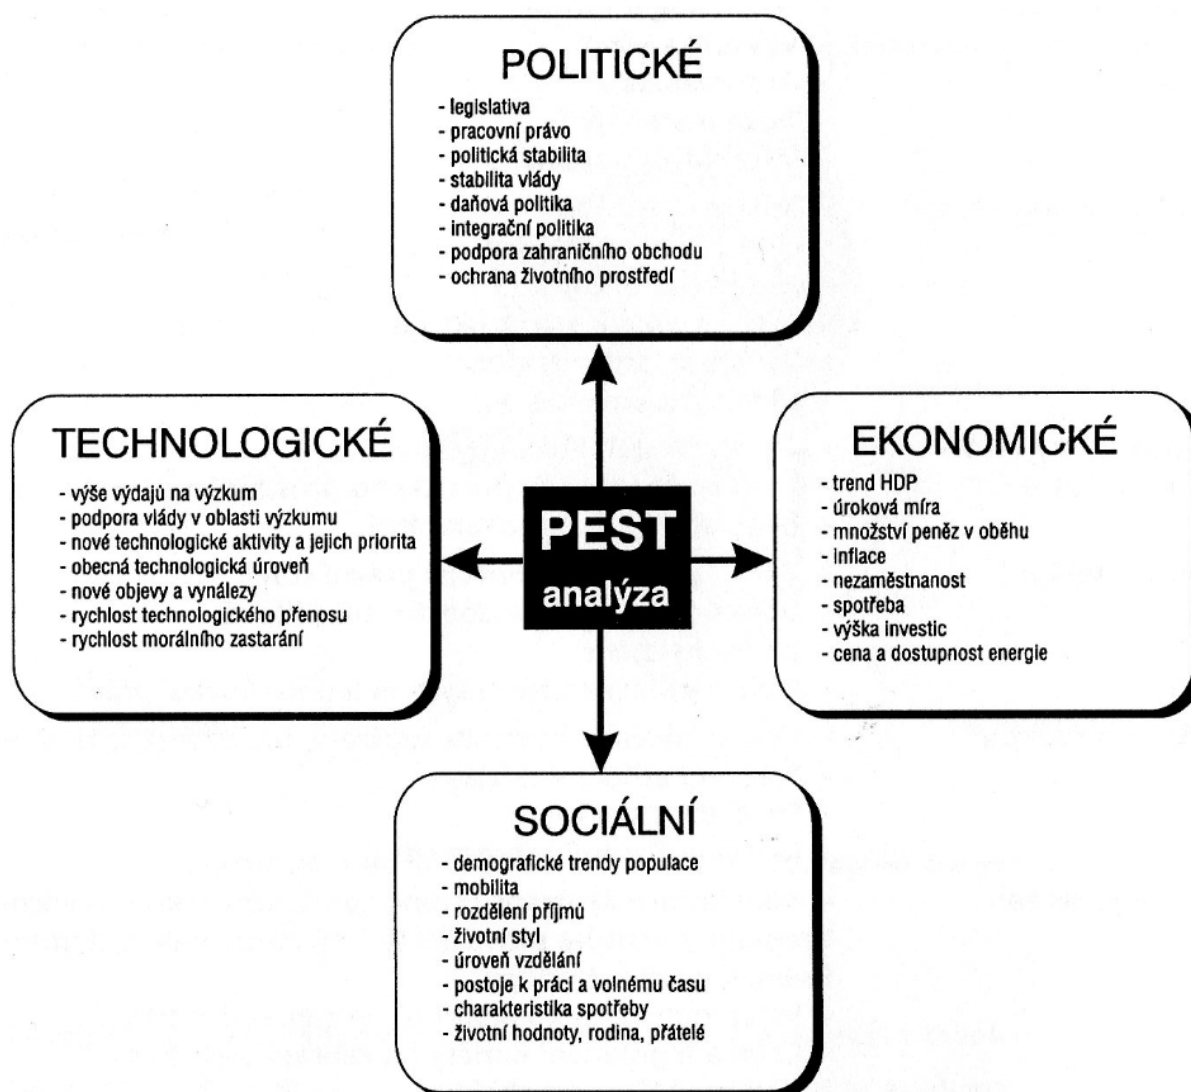 POLITICKÉ
- legislativa
- pracovní právo
- politická stabilita
- stabilita vlády
- daňová politika
- integrační politika
- podpora zahraničního obchodu
- ochrana životního prostředí
TECHNOLOGICKÉ
- výše výdajů na výzkum
- podpora vlády v oblasti výzkumu
- nové technologické aktivity a jejich priorita
- obecná technologická úroveň
- nové objevy a vynálezy
- rychlost technologického přenosu
- rychlost morálního zastarání
PEST
analýza
EKONOMICKÉ
- trend HDP
- úroková míra
- množství peněz v oběhu
- inflace
- nezaměstnanost
- spotřeba
- výška investic
- cena a dostupnost energie
SOCIÁLNÍ
- demografické trendy populace
- mobilita
- rozdělení příjmů
- životní styl
- úroveň vzdělání
- postoje k práci a volnému času
- charakteristika spotřeby
- životní hodnoty, rodina, přátelé